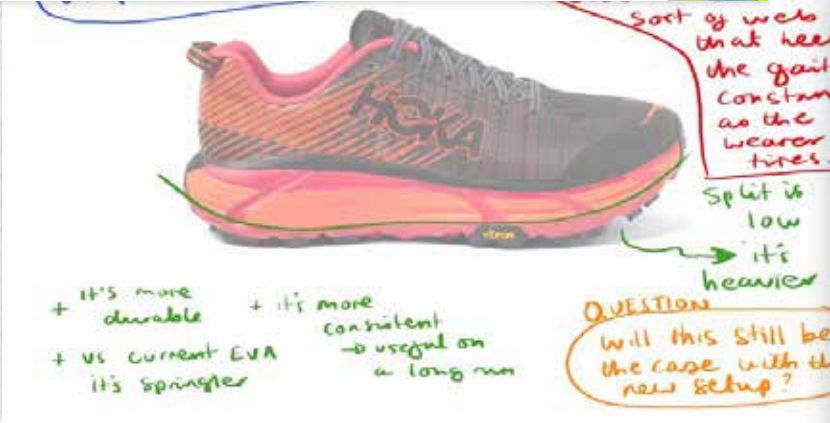 Sort of web
that kee
the gait
constan
as the
wearer
tires.
HOKA
vibram
Split is
low
it's
heavier
+ it's more
durable
+ vs current EVA
it's springier
+ it's more
consistent
→ useful on
a long run
QUESTION
Will this still be
the case with th
new setup?